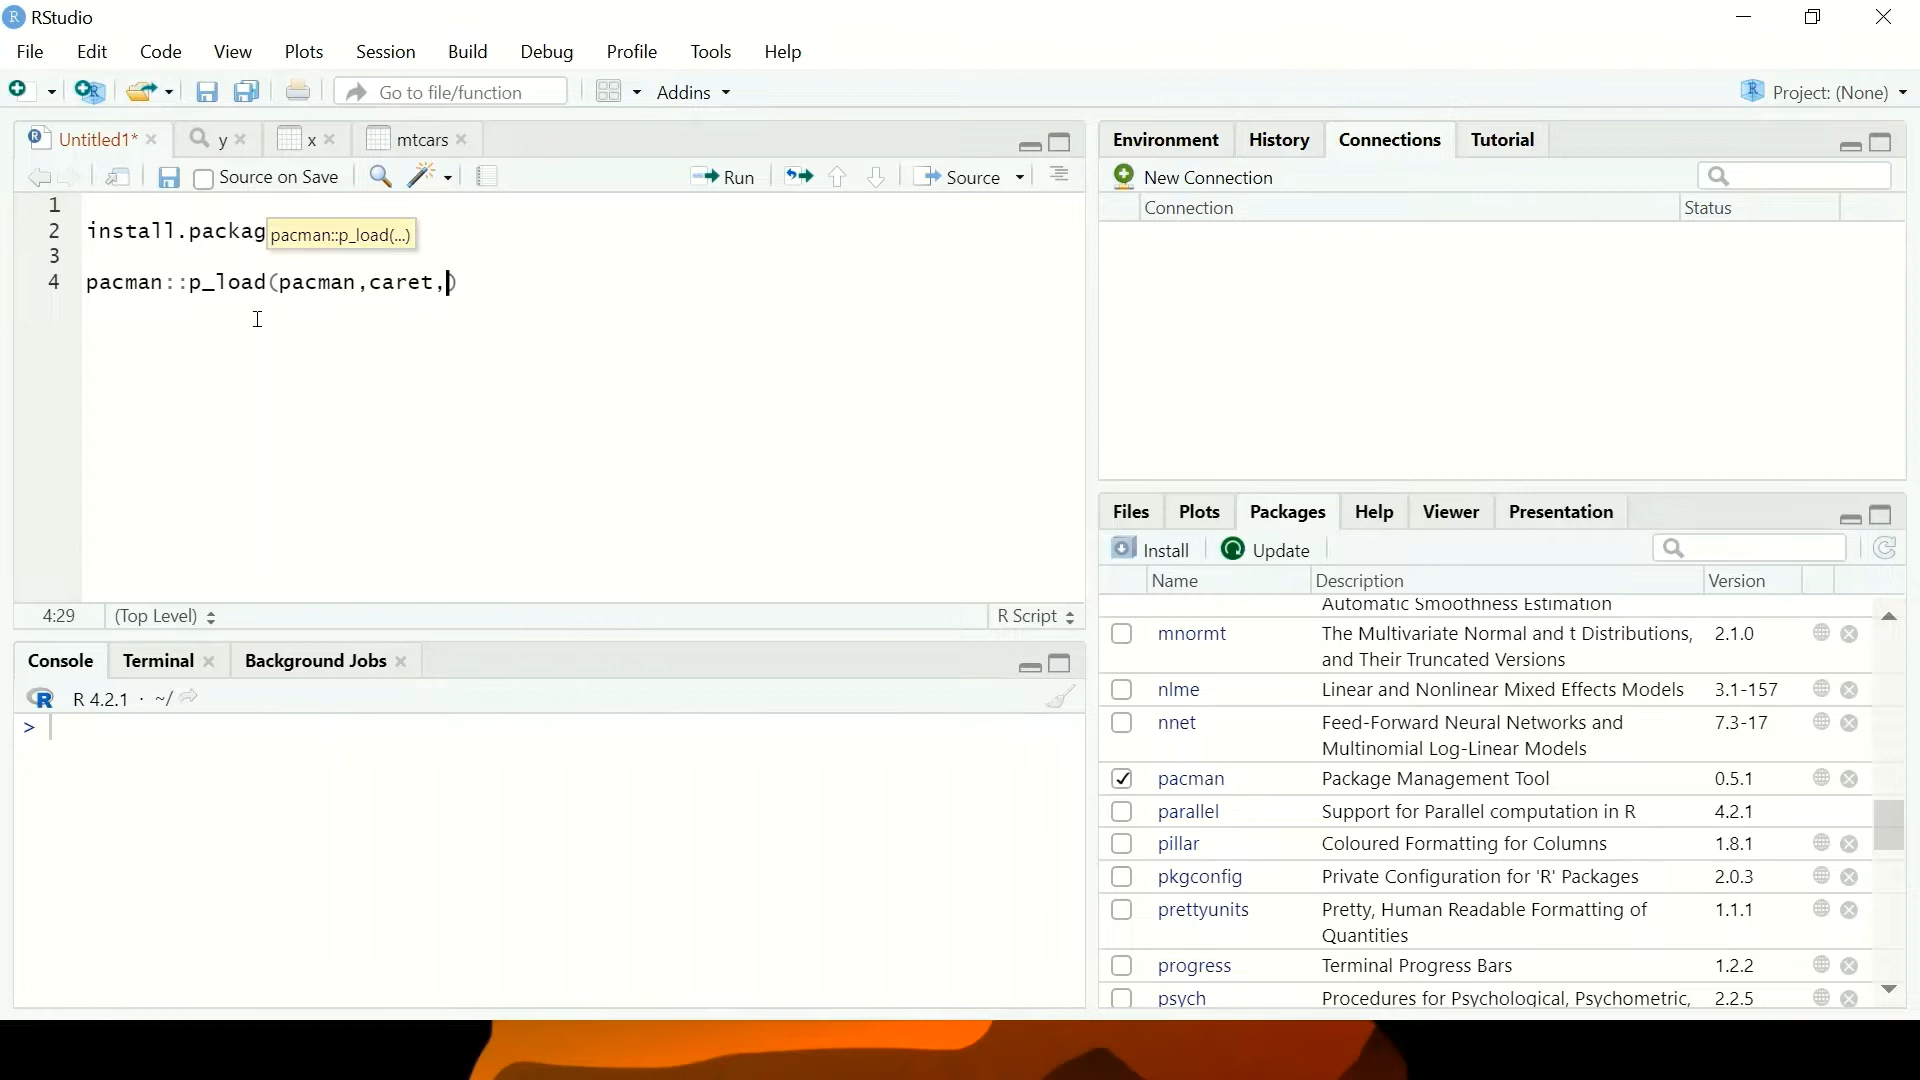 RStudio
File Edit Code View Plots Session Build Debug Profile Tools Help
Go to file/function Addins Project: (None)
Untitled1* y x mtcars
Source on Save Run Source
1
2 install.packag
pacman::p_load(...)
3
4 pacman::p_load(pacman,caret,)
4:29 (Top Level) R Script
Console Terminal Background Jobs
R 4.2.1 · ~/
>
Environment History Connections Tutorial
New Connection
Connection Status
Files Plots Packages Help Viewer Presentation
Install Update
Name Description Version
Automatic Smoothness Estimation
mnormt The Multivariate Normal and t Distributions, 2.1.0
and Their Truncated Versions
nlme Linear and Nonlinear Mixed Effects Models 3.1-157
nnet Feed-Forward Neural Networks and 7.3-17
Multinomial Log-Linear Models
pacman Package Management Tool 0.5.1
parallel Support for Parallel computation in R 4.2.1
pillar Coloured Formatting for Columns 1.8.1
pkgconfig Private Configuration for 'R' Packages 2.0.3
prettyunits Pretty, Human Readable Formatting of 1.1.1
Quantities
progress Terminal Progress Bars 1.2.2
psych Procedures for Psychological, Psychometric, 2.2.5